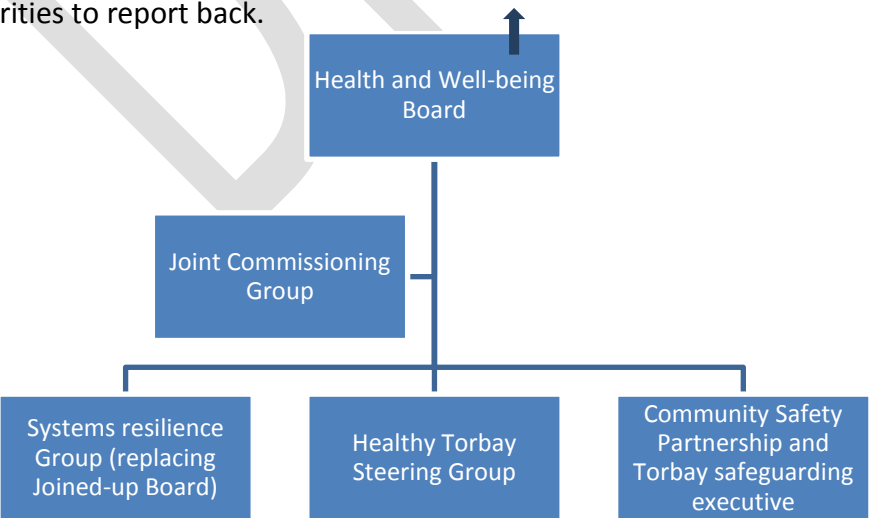 rities to report back.
Health and Well-being
Board
Joint Commissioning
Group
Systems resilience
Group (replacing
Joined-up Board)
Healthy Torbay
Steering Group
Community Safety
Partnership and
Torbay safeguarding
executive